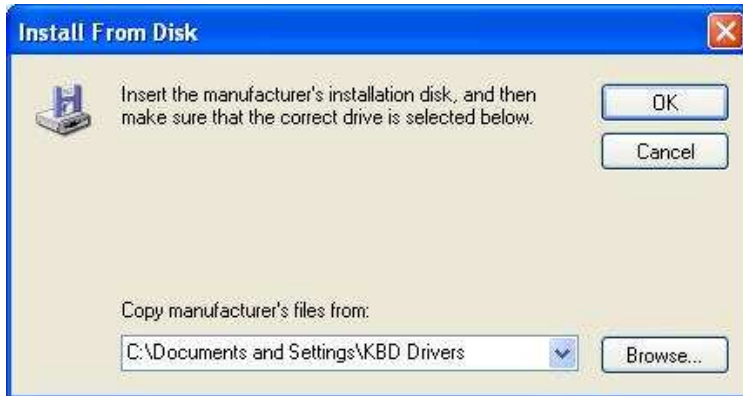 Install From Disk
Insert the manufacturer's installation disk, and then
make sure that the correct drive is selected below.
OK
Cancel
Copy manufacturer's files from:
C:\Documents and Settings\KBD Drivers
Browse...